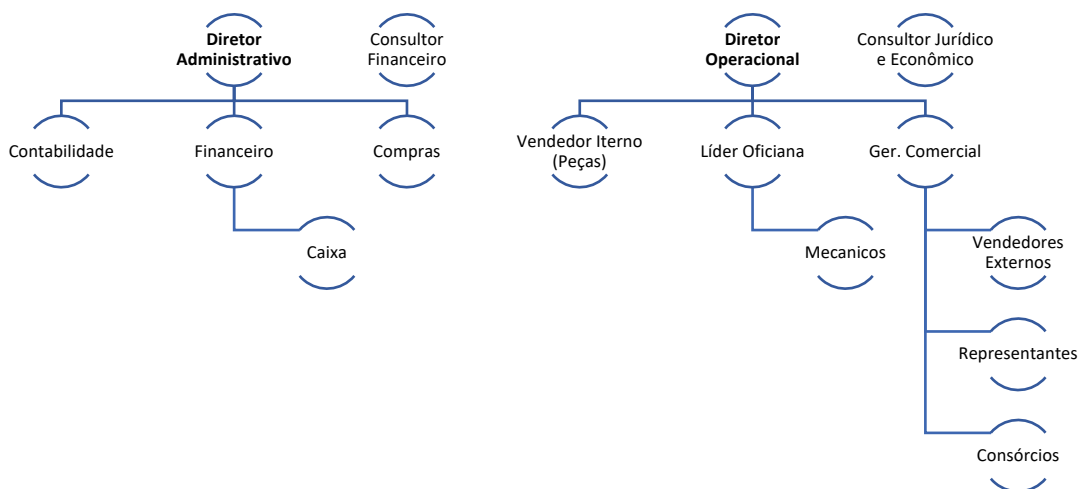 Diretor
Administrativo
Consultor
Financeiro
Diretor
Operacional
Consultor Jurídico
e Econômico
Contabilidade
Financeiro
Compras
Vendedor Iterno
(Peças)
Líder Oficiana
Ger. Comercial
Caixa
Mecanicos
Vendedores
Externos
Representantes
Consórcios